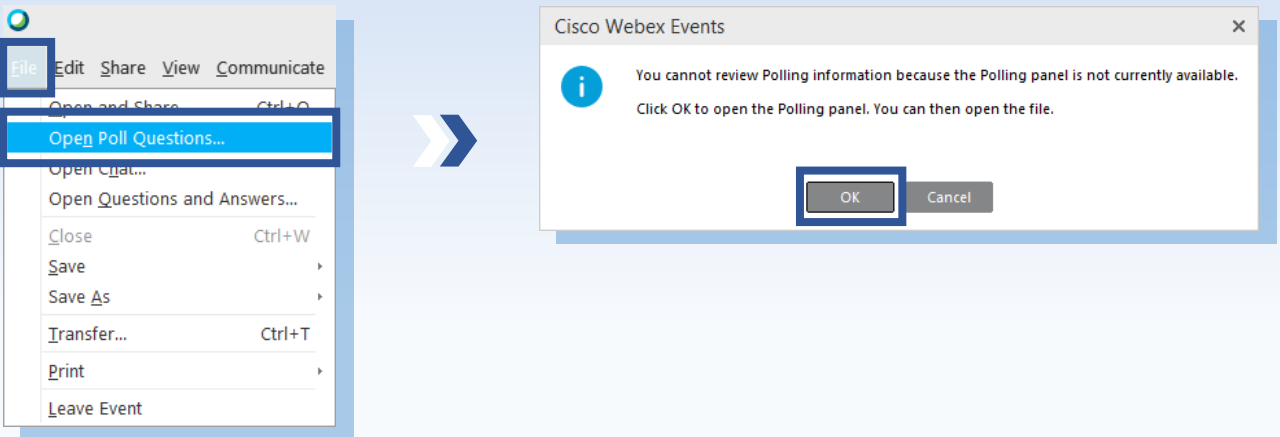 File Edit Share View Communicate
Open and Share... Ctrl+O
Open Poll Questions...
Open Chat...
Open Questions and Answers...
Close Ctrl+W
Save
Save As
Transfer... Ctrl+T
Print
Leave Event
Cisco Webex Events
You cannot review Polling information because the Polling panel is not currently available.
Click OK to open the Polling panel. You can then open the file.
OK Cancel